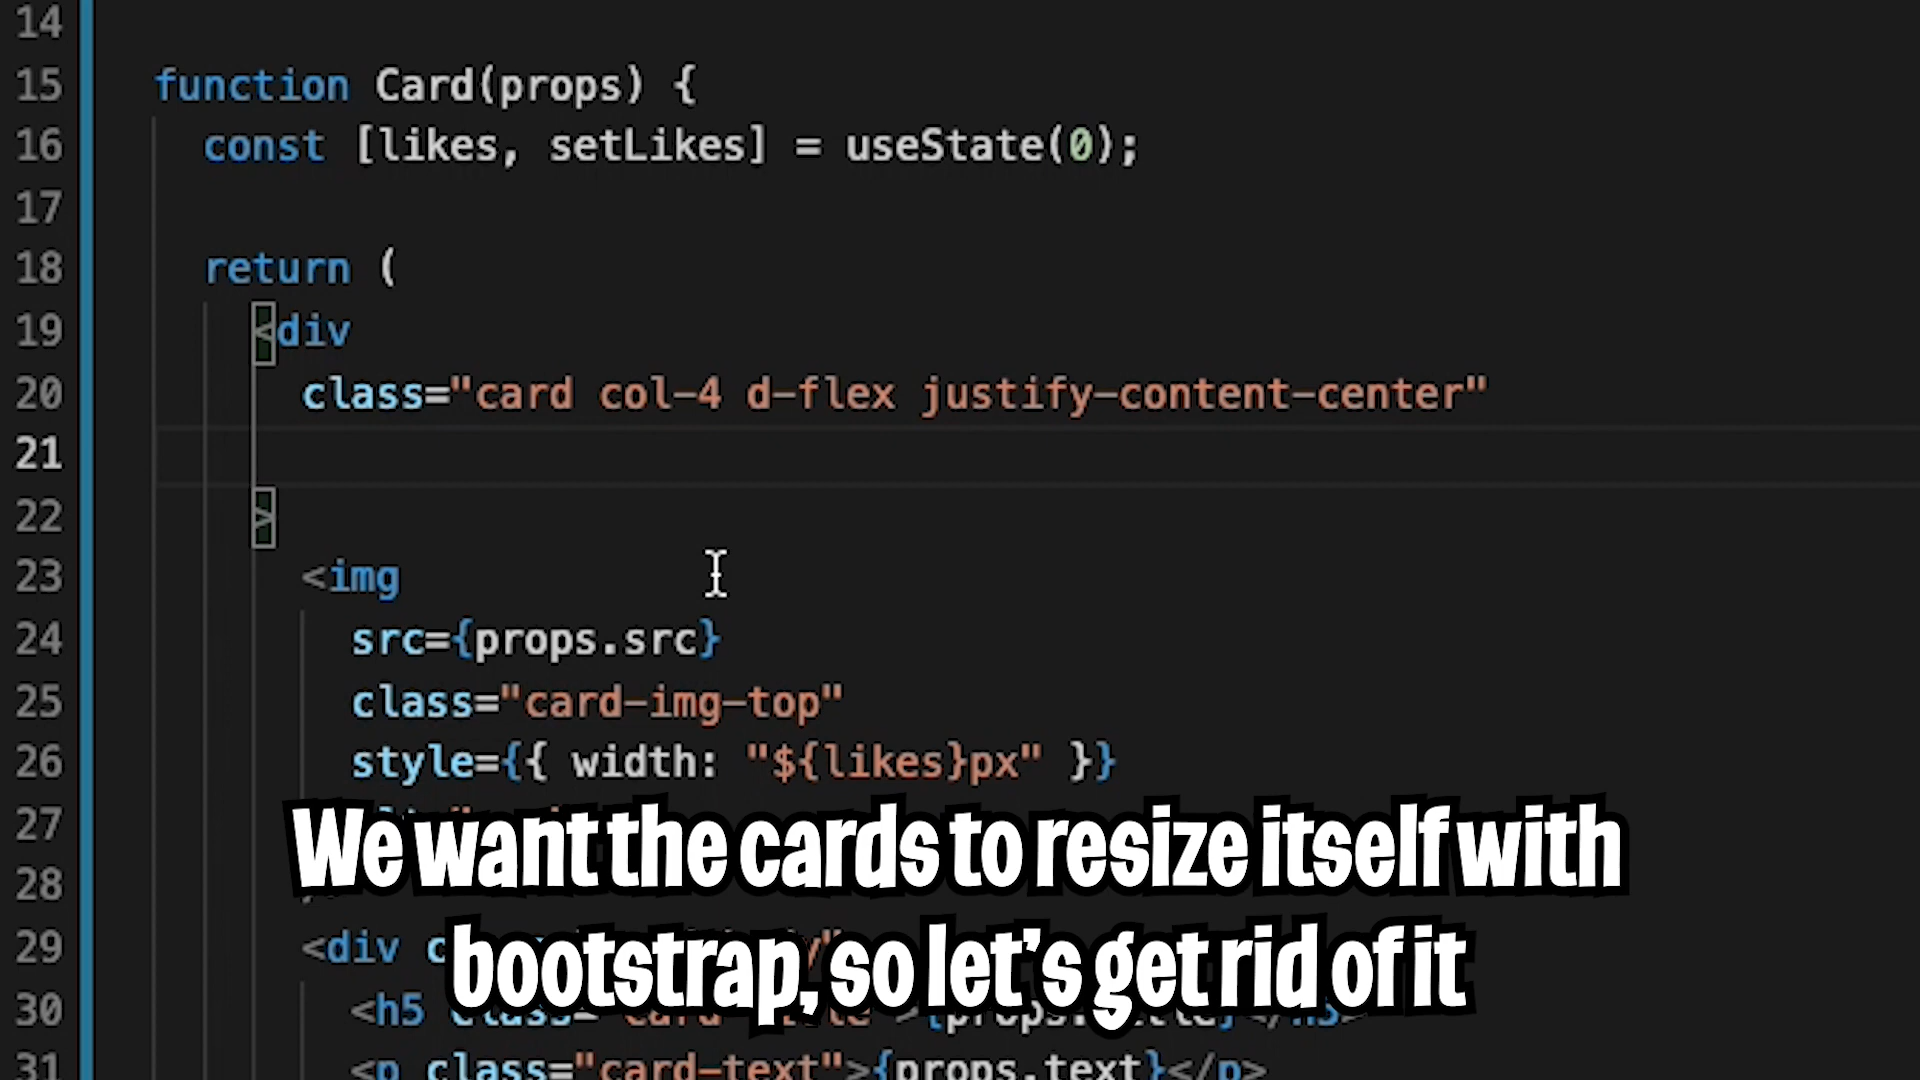 14
15 function Card(props) {
16 const [likes, setLikes] = useState(0);
17
18 return (
19 <div
20 class="card col-4 d-flex justify-content-center"
21
22 >
23 <img
24 src={props.src}
25 class="card-img-top"
26 style={{ width: "${likes}px" }}
27
We want the cards to resize itself with
28
29 <div
bootstrap, so let's get rid of it
30 <h5
31 <p class="card-text">{props.text}</p>